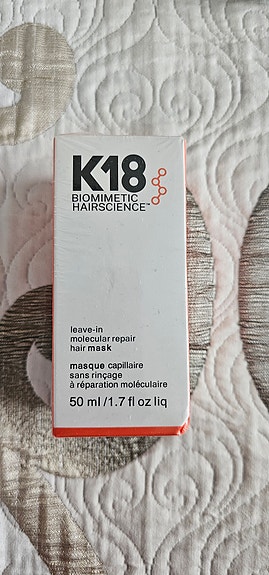 K18
BIOMIMETIC
HAIRSCIENCE™
leave-in
molecular repair
hair mask
masque capillaire
sans rinçage
à réparation moléculaire
50 ml /1.7 fl oz liq